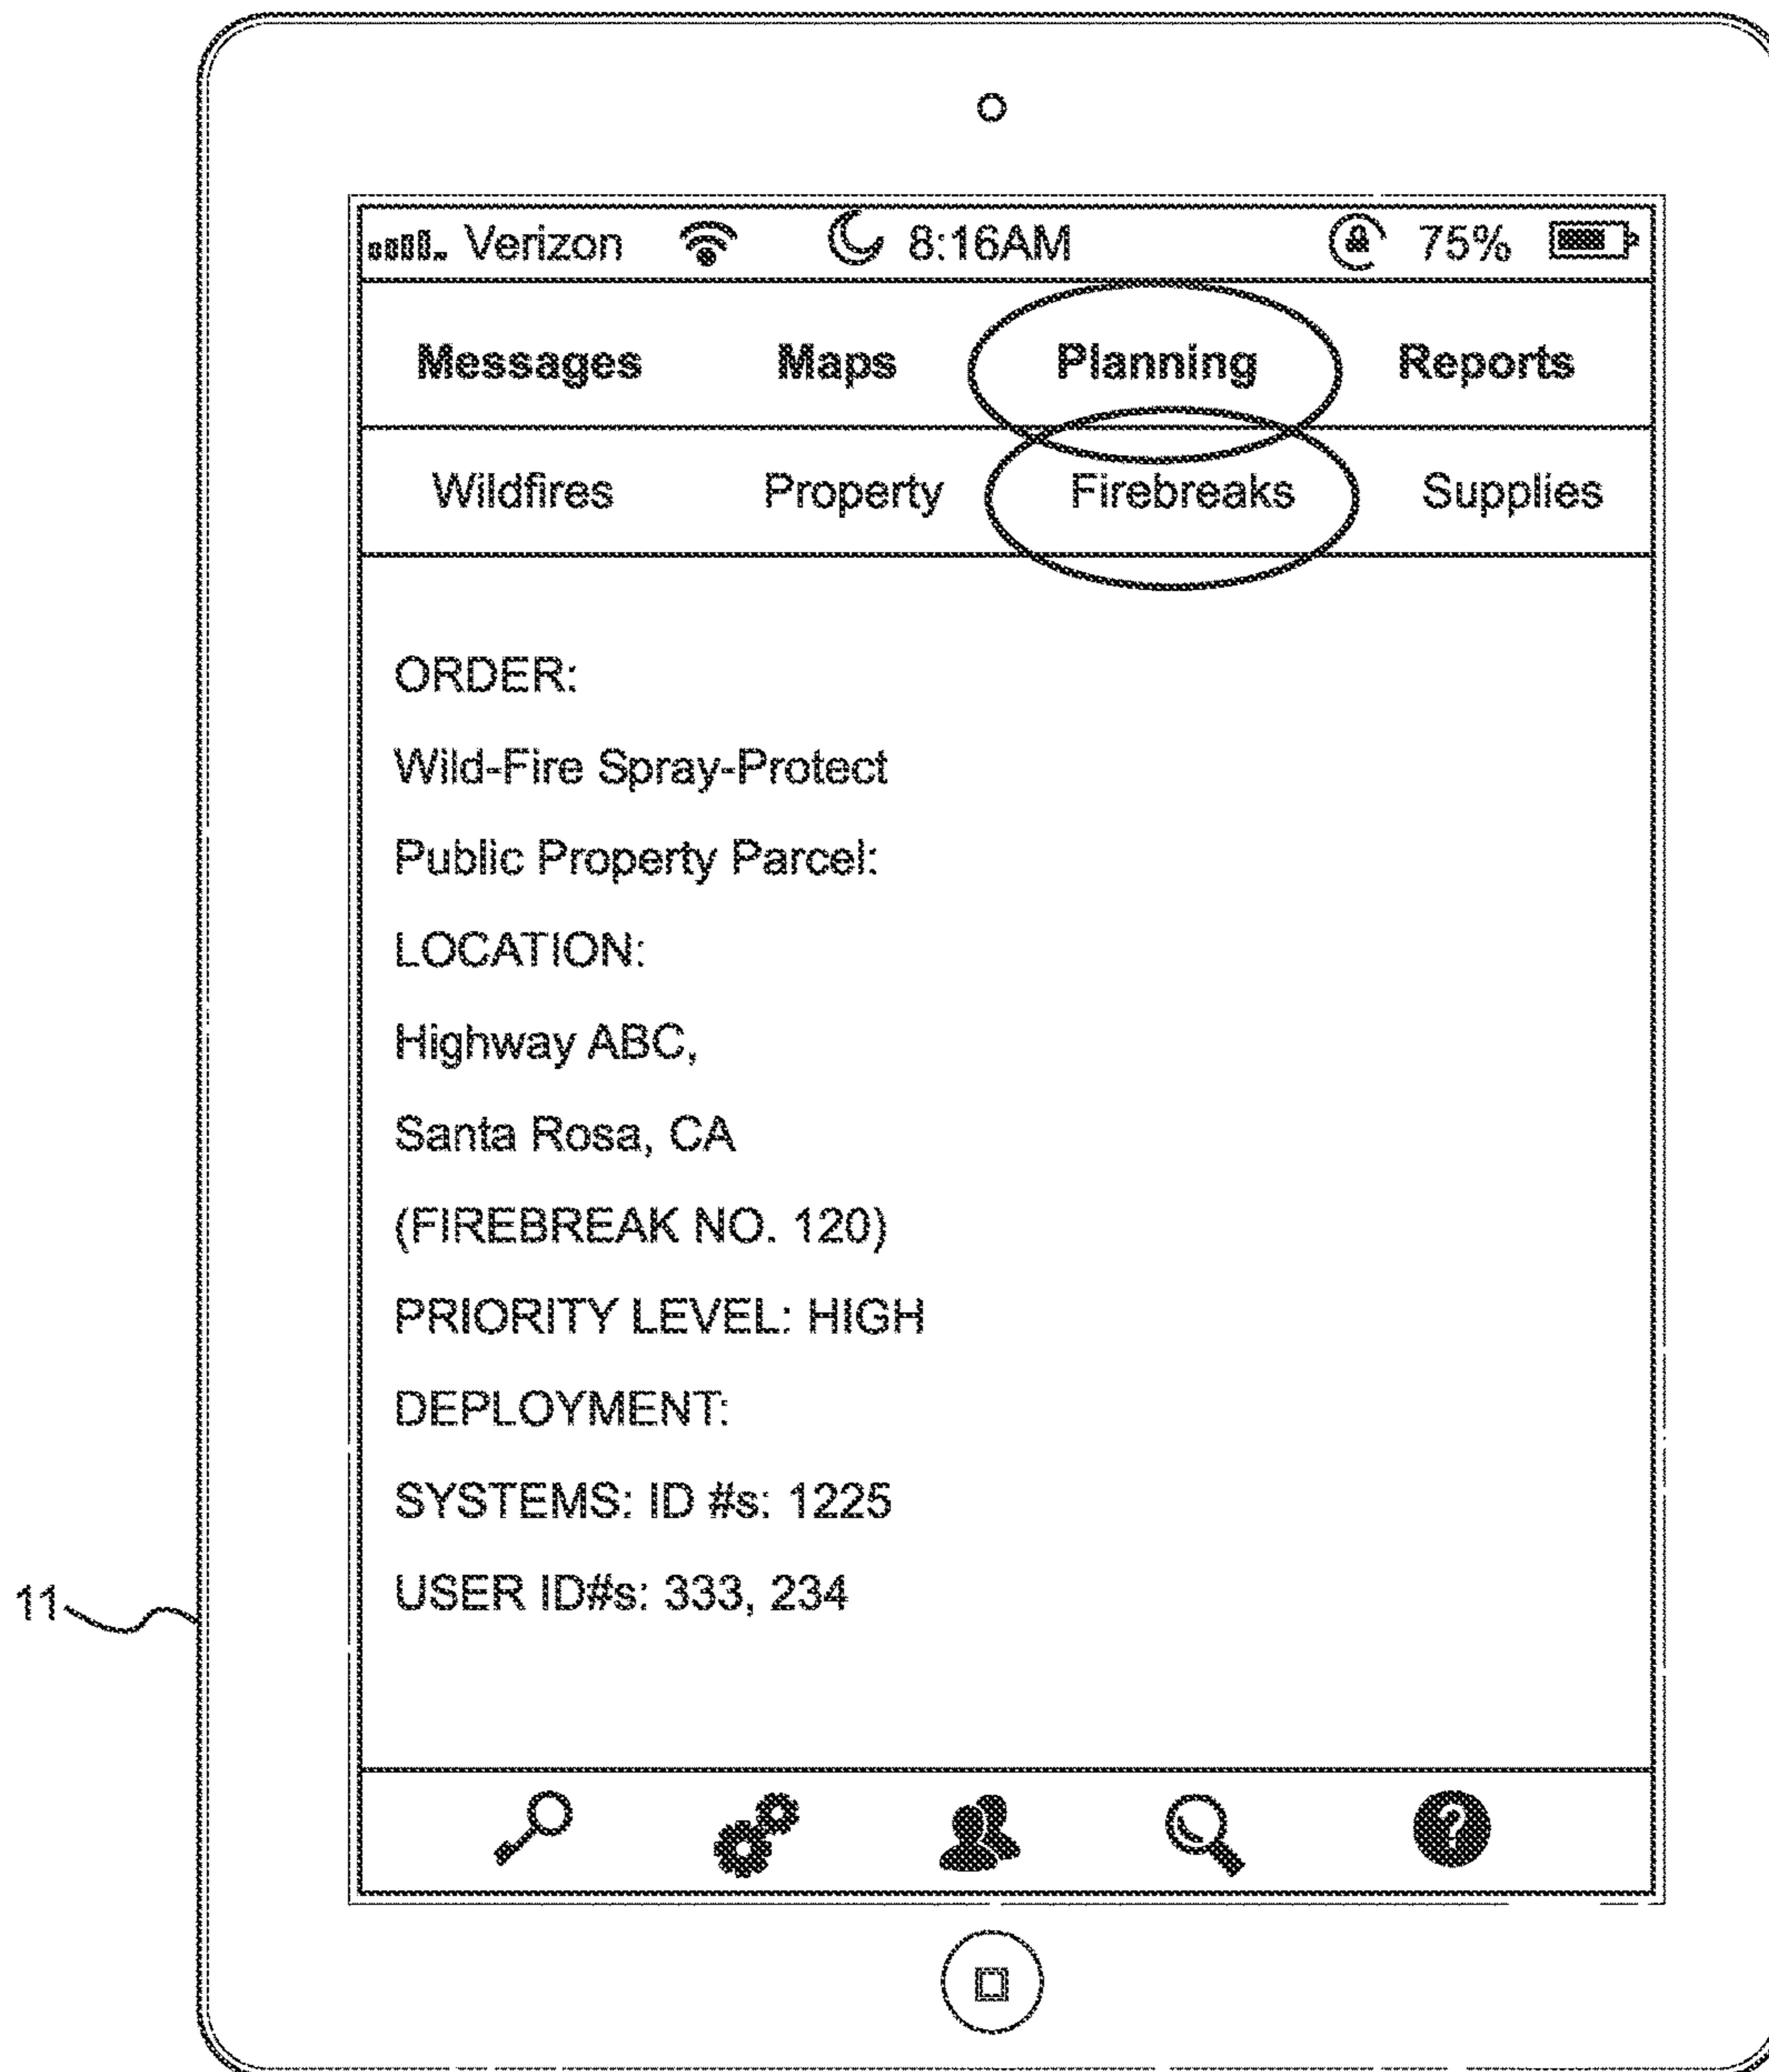 Verizon 8:16AM 75%
Messages Maps Planning Reports
Wildfires Property Firebreaks Supplies
ORDER:
Wild-Fire Spray-Protect
Public Property Parcel:
LOCATION:
Highway ABC,
Santa Rosa, CA
(FIREBREAK NO. 120)
PRIORITY LEVEL: HIGH
DEPLOYMENT:
SYSTEMS: ID #s: 1225
USER ID#s: 333, 234
11
?